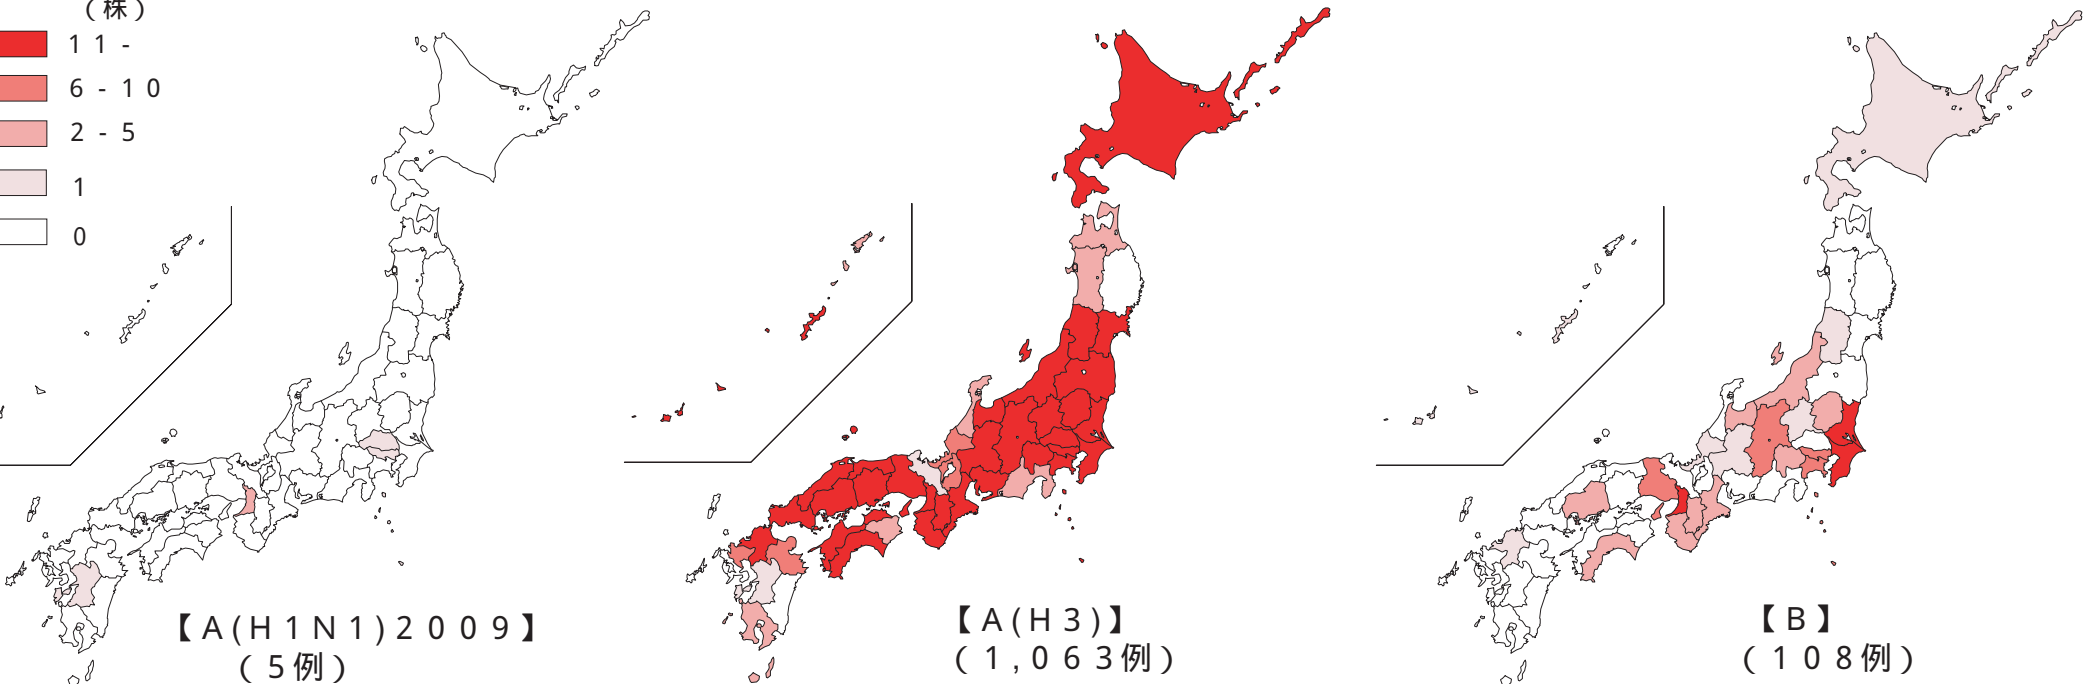 (株)
11-
6-10
2-5
1
0
【A(H1N1)2009】
(5例)
【A(H3)】
(1,063例)
【B】
(108例)